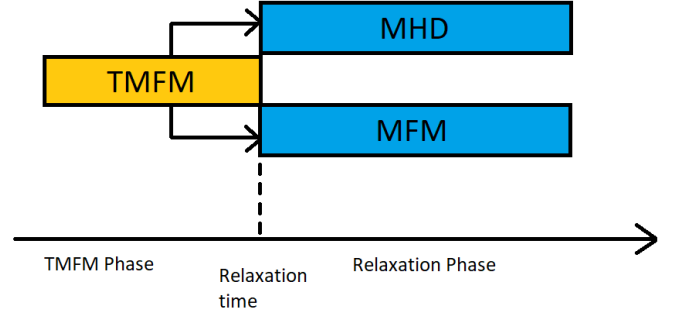 MHD
TMFM
MFM
TMFM Phase
Relaxation
time
Relaxation Phase